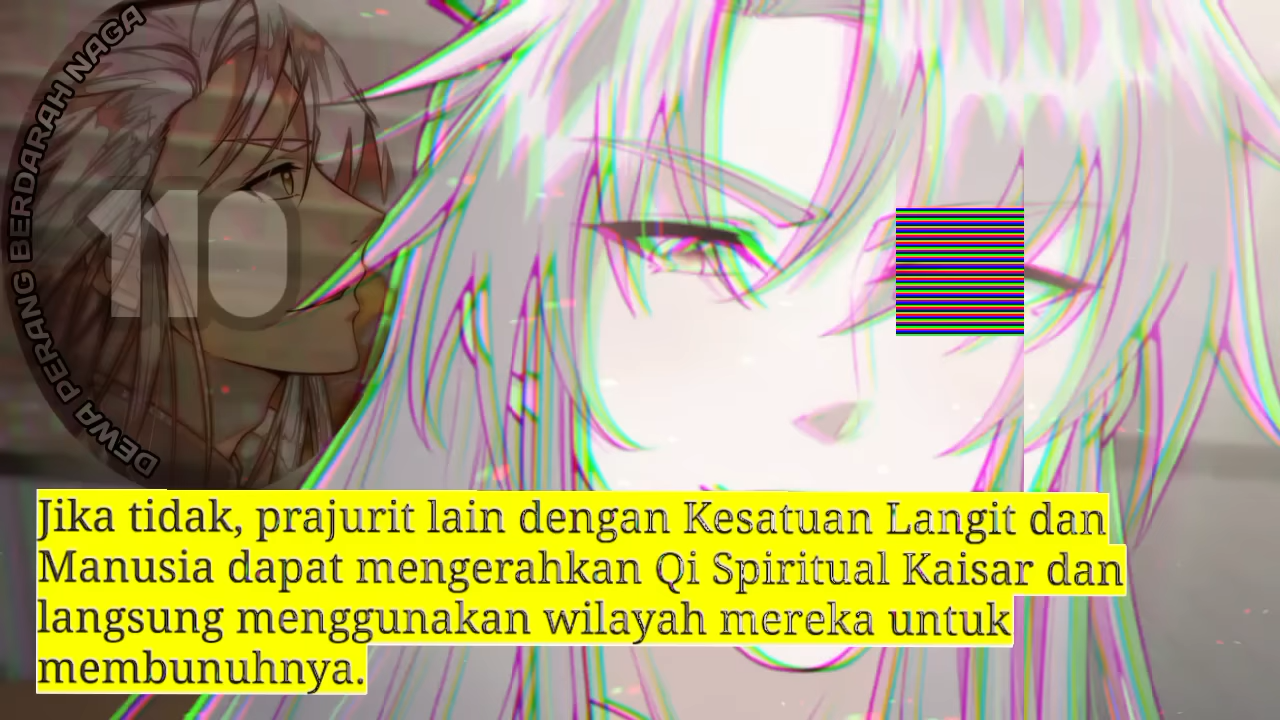 DEWA PERANG BERDARAH NAGA
110
Jika tidak, prajurit lain dengan Kesatuan Langit dan
Manusia dapat mengerahkan Qi Spiritual Kaisar dan
langsung menggunakan wilayah mereka untuk
membunuhnya.